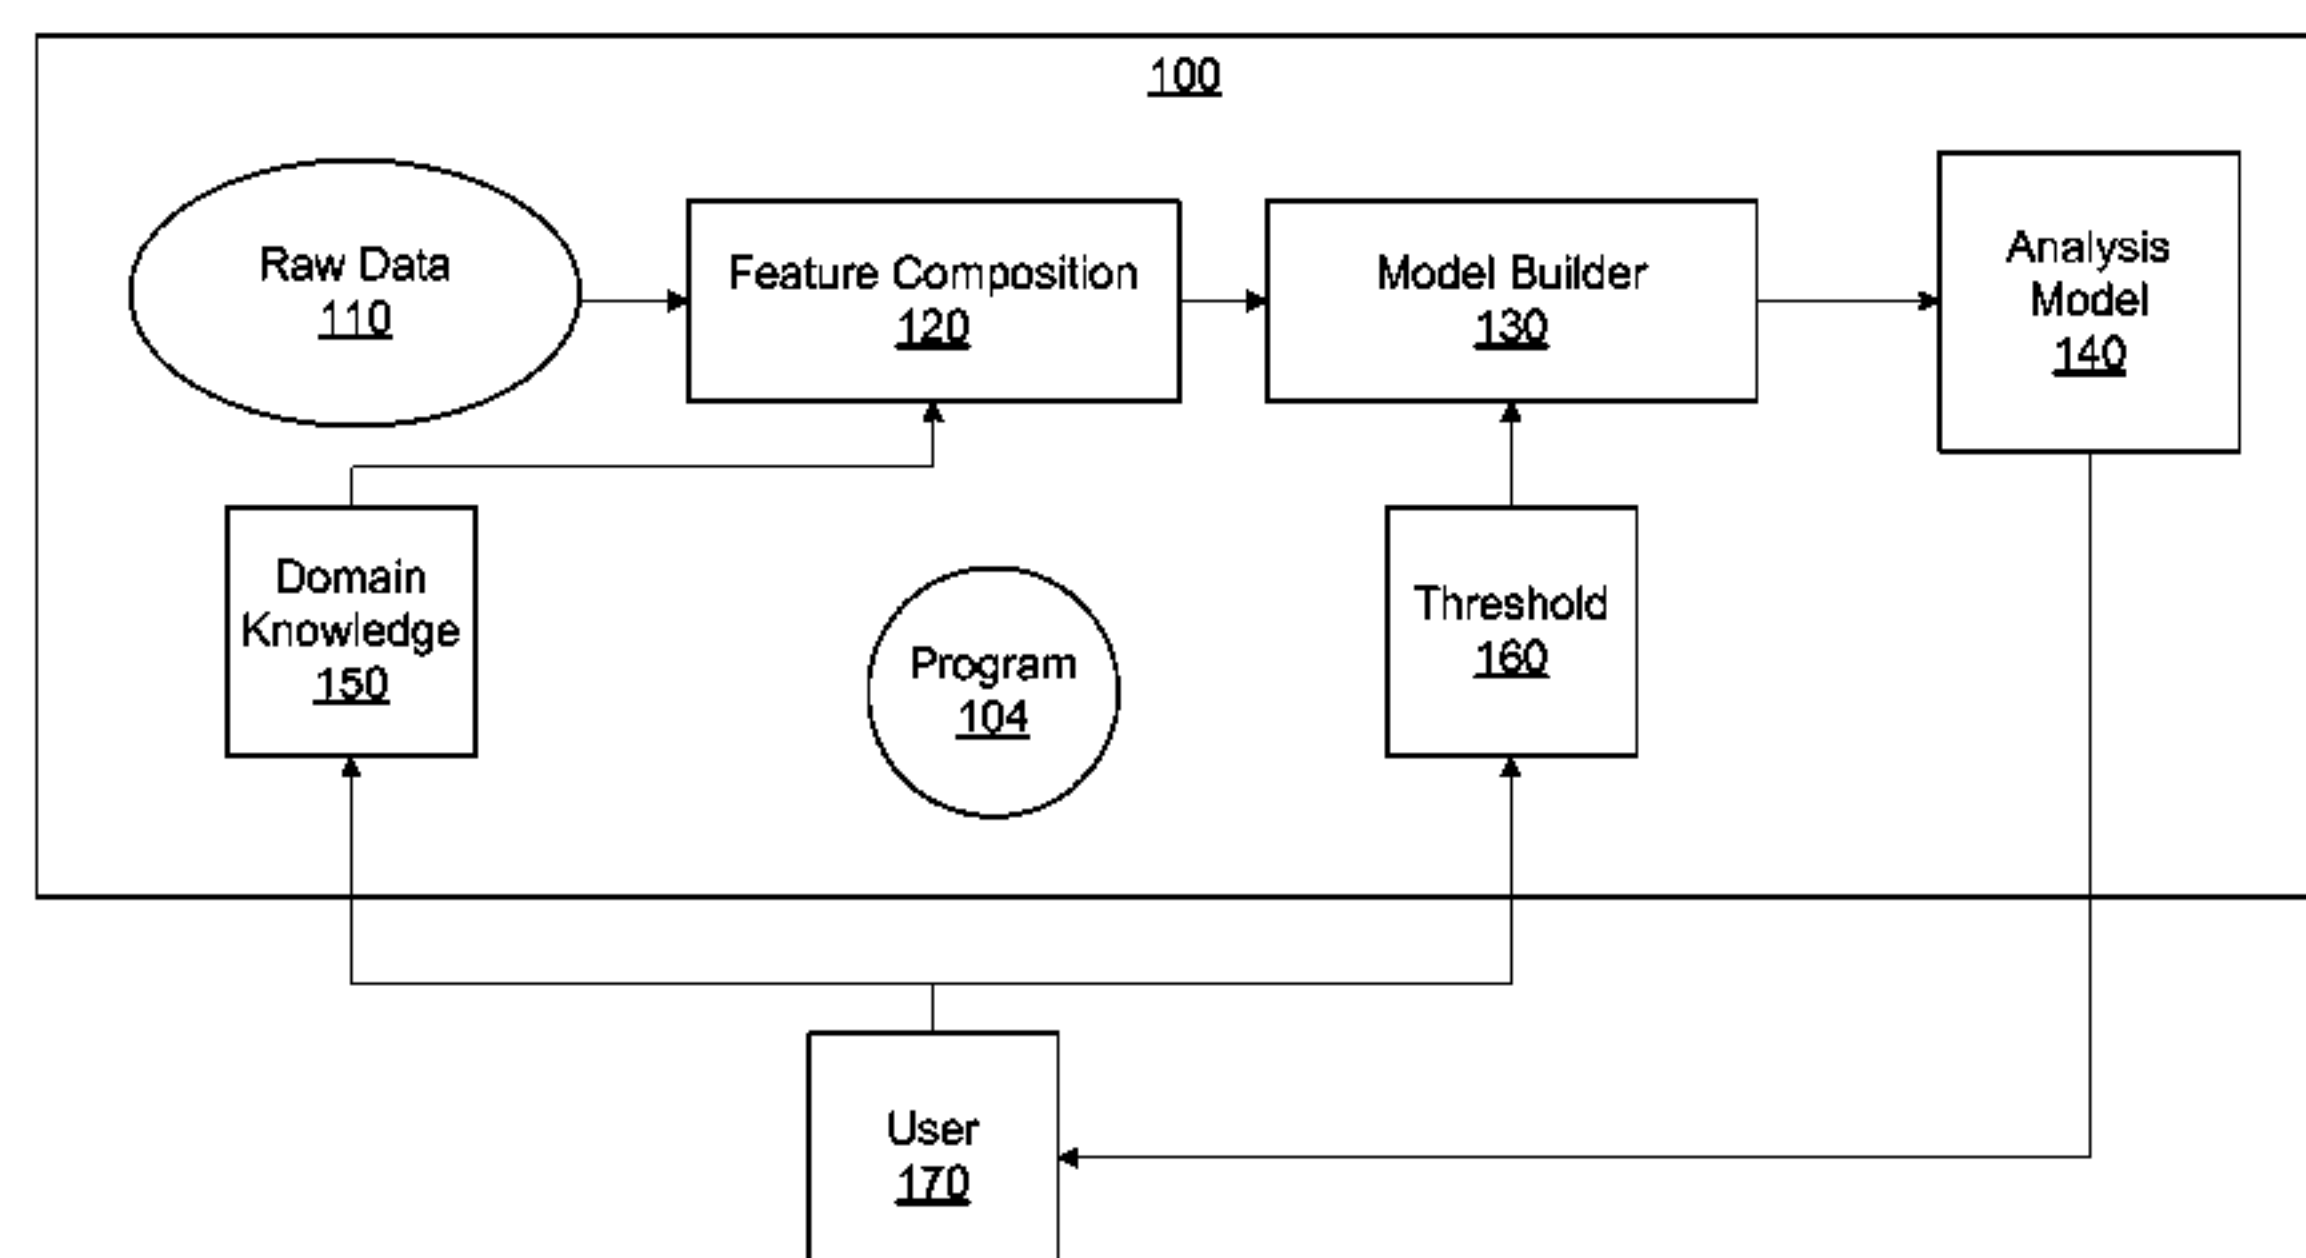 100
Raw Data
110
Feature Composition
120
Model Builder
130
Analysis
Model
140
Domain
Knowledge
150
Program
104
Threshold
160
User
170